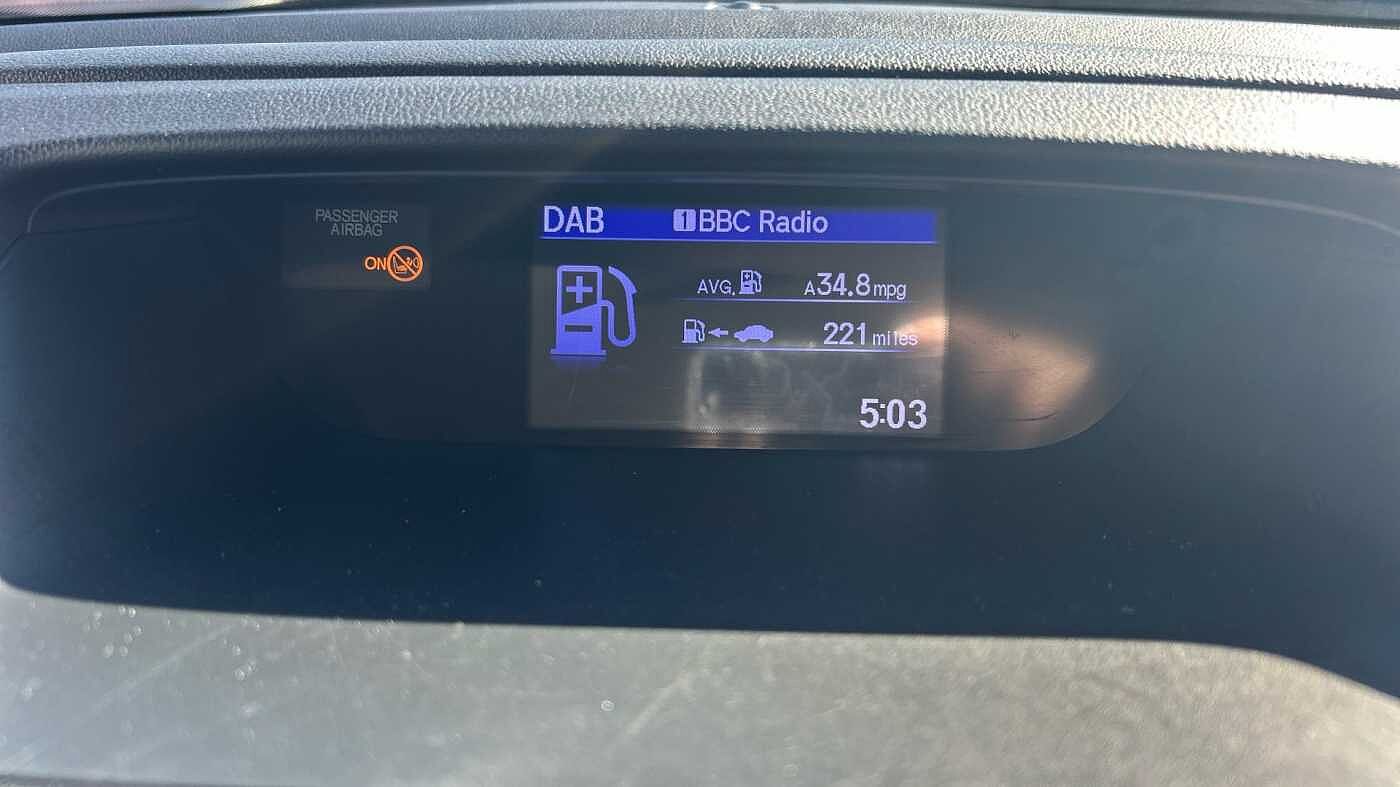 PASSENGER
AIRBAG
ON
DAB 1 BBC Radio
AVG. A34.8mpg
221 miles
5:03